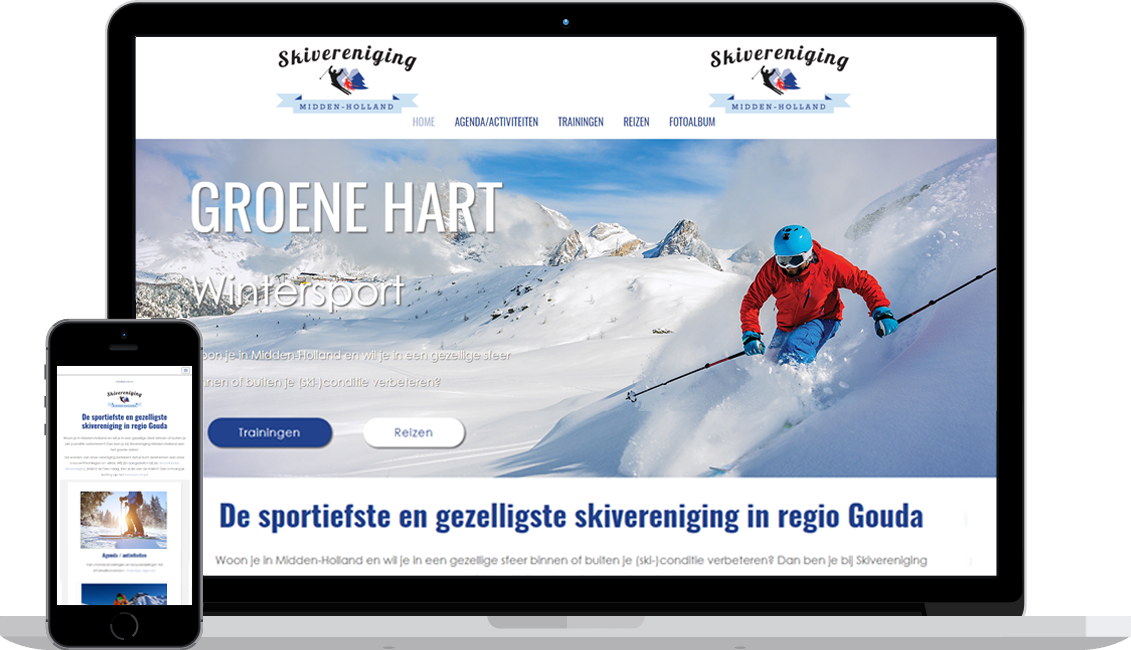 Skivereniging
MIDDEN-HOLLAND
Skivereniging
MIDDEN-HOLLAND
HOME AGENDA/ACTIVITEITEN TRAININGEN REIZEN FOTOALBUM
GROENE HART
Wintersport
je in Midden-Holland en wil je in een gezellige sfeer
of buiten je (ski-)conditie verbeteren?
Trainingen Reizen
De sportiefste en gezelligste skivereniging in regio Gouda
Woon je in Midden-Holland en wil je in een gezellige sfeer binnen of buiten je (ski-)conditie verbeteren? Dan ben je bij Skivereniging
Skivereniging
De sportiefste en gezelligste
skivereniging in regio Gouda
Agenda / activiteiten